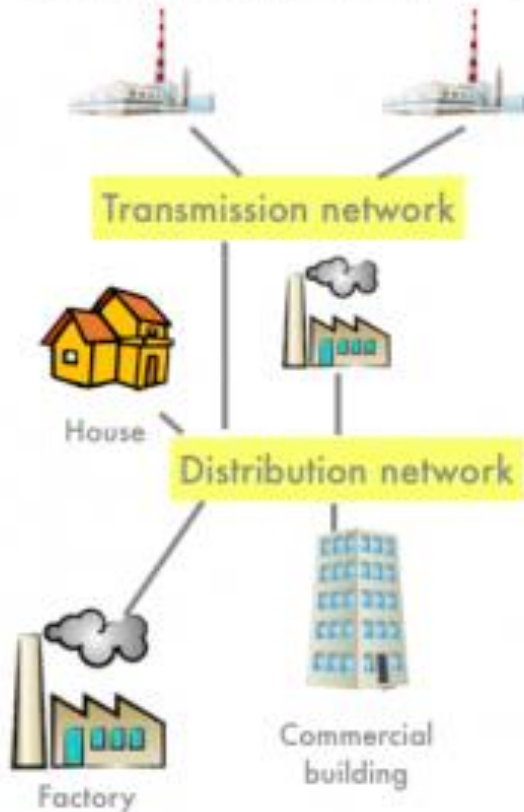 Transmission network
House
Distribution network
Commercial
building
Factory